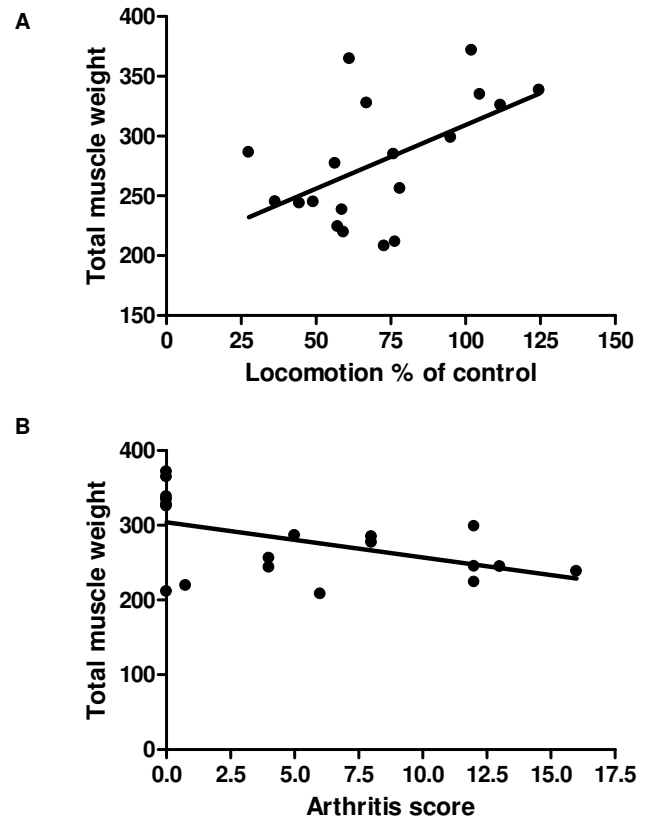 A
Total muscle weight
400
350
300
250
200
150
0 25 50 75 100 125 150
Locomotion % of control
B
Total muscle weight
400
300
200
100
0
0.0 2.5 5.0 7.5 10.0 12.5 15.0 17.5
Arthritis score